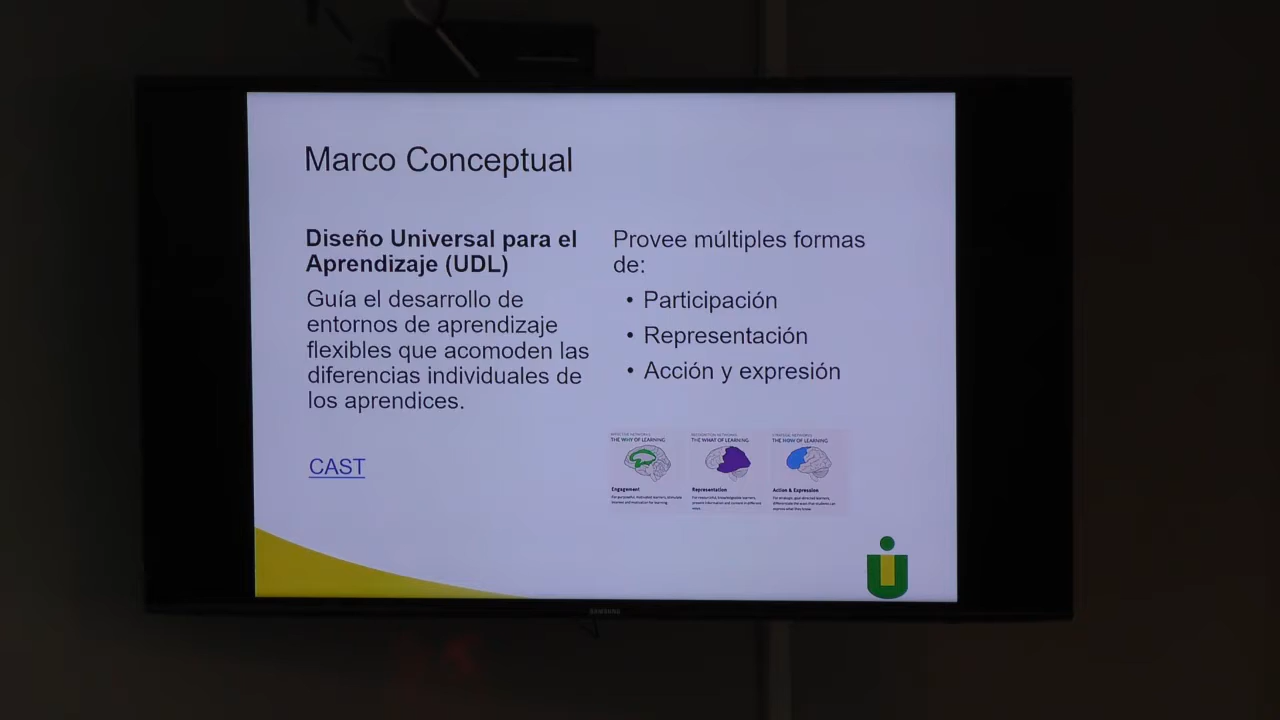 Marco Conceptual
Diseño Universal para el
Aprendizaje (UDL)
Guía el desarrollo de
entornos de aprendizaje
flexibles que acomoden las
diferencias individuales de
los aprendices.
CAST
Provee múltiples formas
de:
• Participación
• Representación
• Acción y expresión
THE WHY OF LEARNING
Engagement
THE WHAT OF LEARNING
Representation
THE HOW OF LEARNING
Action & Expression
SAMSUNG